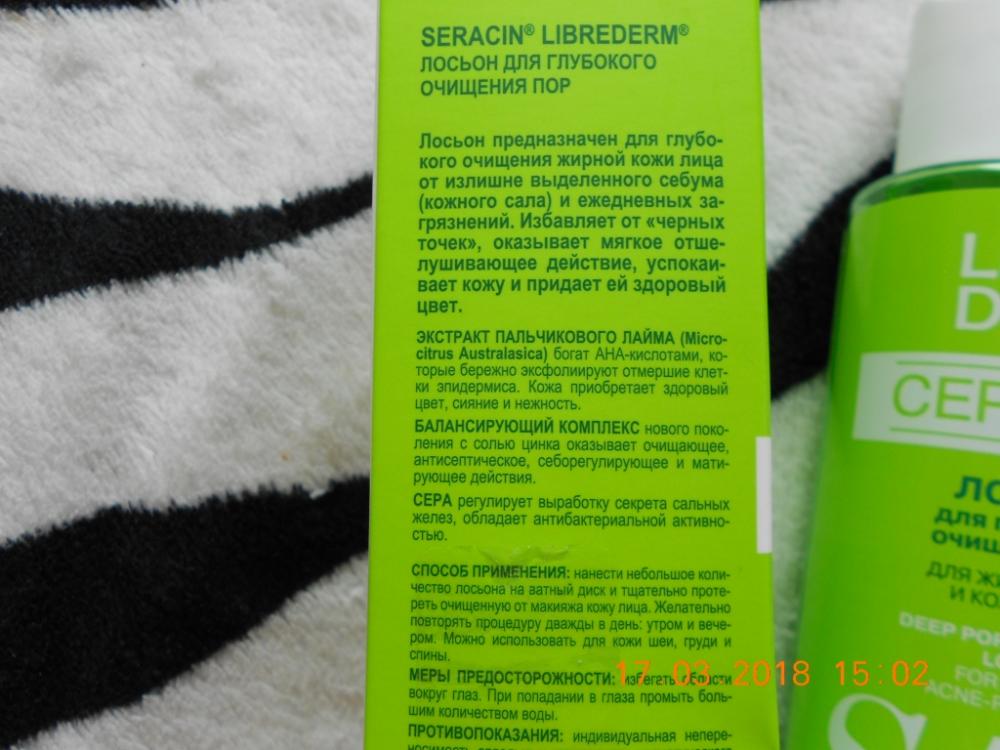 SERACIN® LIBREDERM®
ЛОСЬОН ДЛЯ ГЛУБОКОГО
ОЧИЩЕНИЯ ПОР
Лосьон предназначен для глубо-
кого очищения жирной кожи лица
от излишне выделенного себума
(кожного сала) и ежедневных за-
грязнений. Избавляет от «черных
точек», оказывает мягкое отше-
лушивающее действие, успокаи-
вает кожу и придает ей здоровый
цвет.
ЭКСТРАКТ ПАЛЬЧИКОВОГО ЛАЙМА (Micro-
citrus Australasica) богат АНА-кислотами, ко-
торые бережно эксфолиируют отмершие клет-
ки эпидермиса. Кожа приобретает здоровый
цвет, сияние и нежность.
БАЛАНСИРУЮЩИЙ КОМПЛЕКС нового поко-
ления с солью цинка оказывает очищающее,
антисептическое, себорегулирующее и мати-
рующее действия.
СЕРА регулирует выработку секрета сальных
желез, обладает антибактериальной активно-
стью.
СПОСОБ ПРИМЕНЕНИЯ: нанести небольшое коли-
чество лосьона на ватный диск и тщательно проте-
реть очищенную от макияжа кожу лица. Желательно
повторять процедуру дважды в день: утром и вече-
ром. Можно использовать для кожи шеи, груди и
спины.
МЕРЫ ПРЕДОСТОРОЖНОСТИ: избегать области
вокруг глаз. При попадании в глаза промыть боль-
шим количеством воды.
ПРОТИВОПОКАЗАНИЯ: индивидуальная непере-
L
D
СЕР
ЛО
для г
очищ
ДЛЯ Ж
И КО
DEEP PO
LO
FOR
ACNE-P
17 03 2018 15:02